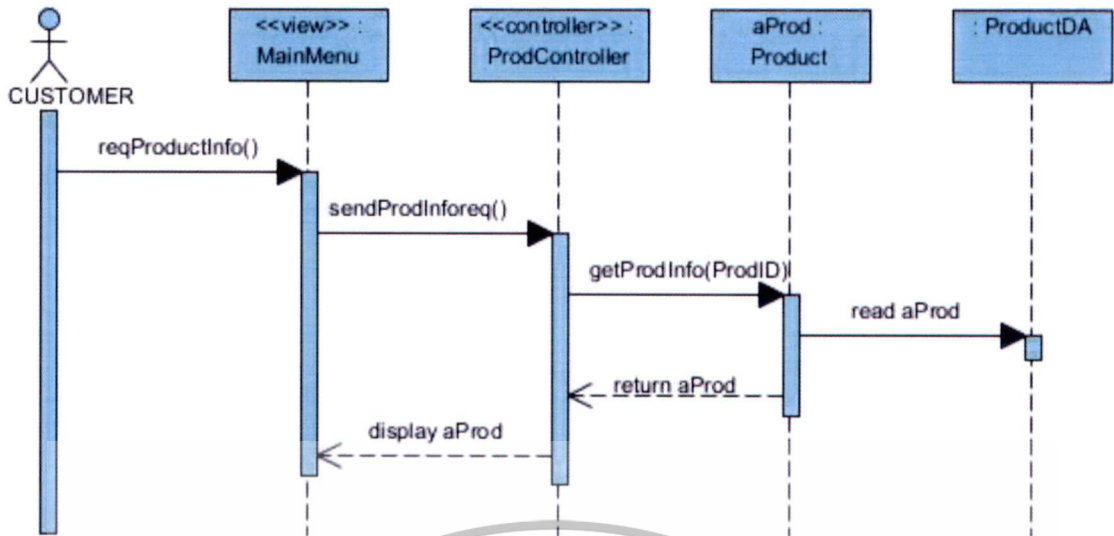 <<view>> :
MainMenu
<<controller>> :
ProdController
aProd :
Product
: ProductDA
CUSTOMER
reqProductInfo()
sendProdInforeq()
getProdInfo(ProdID)
read aProd
return aProd
display aProd